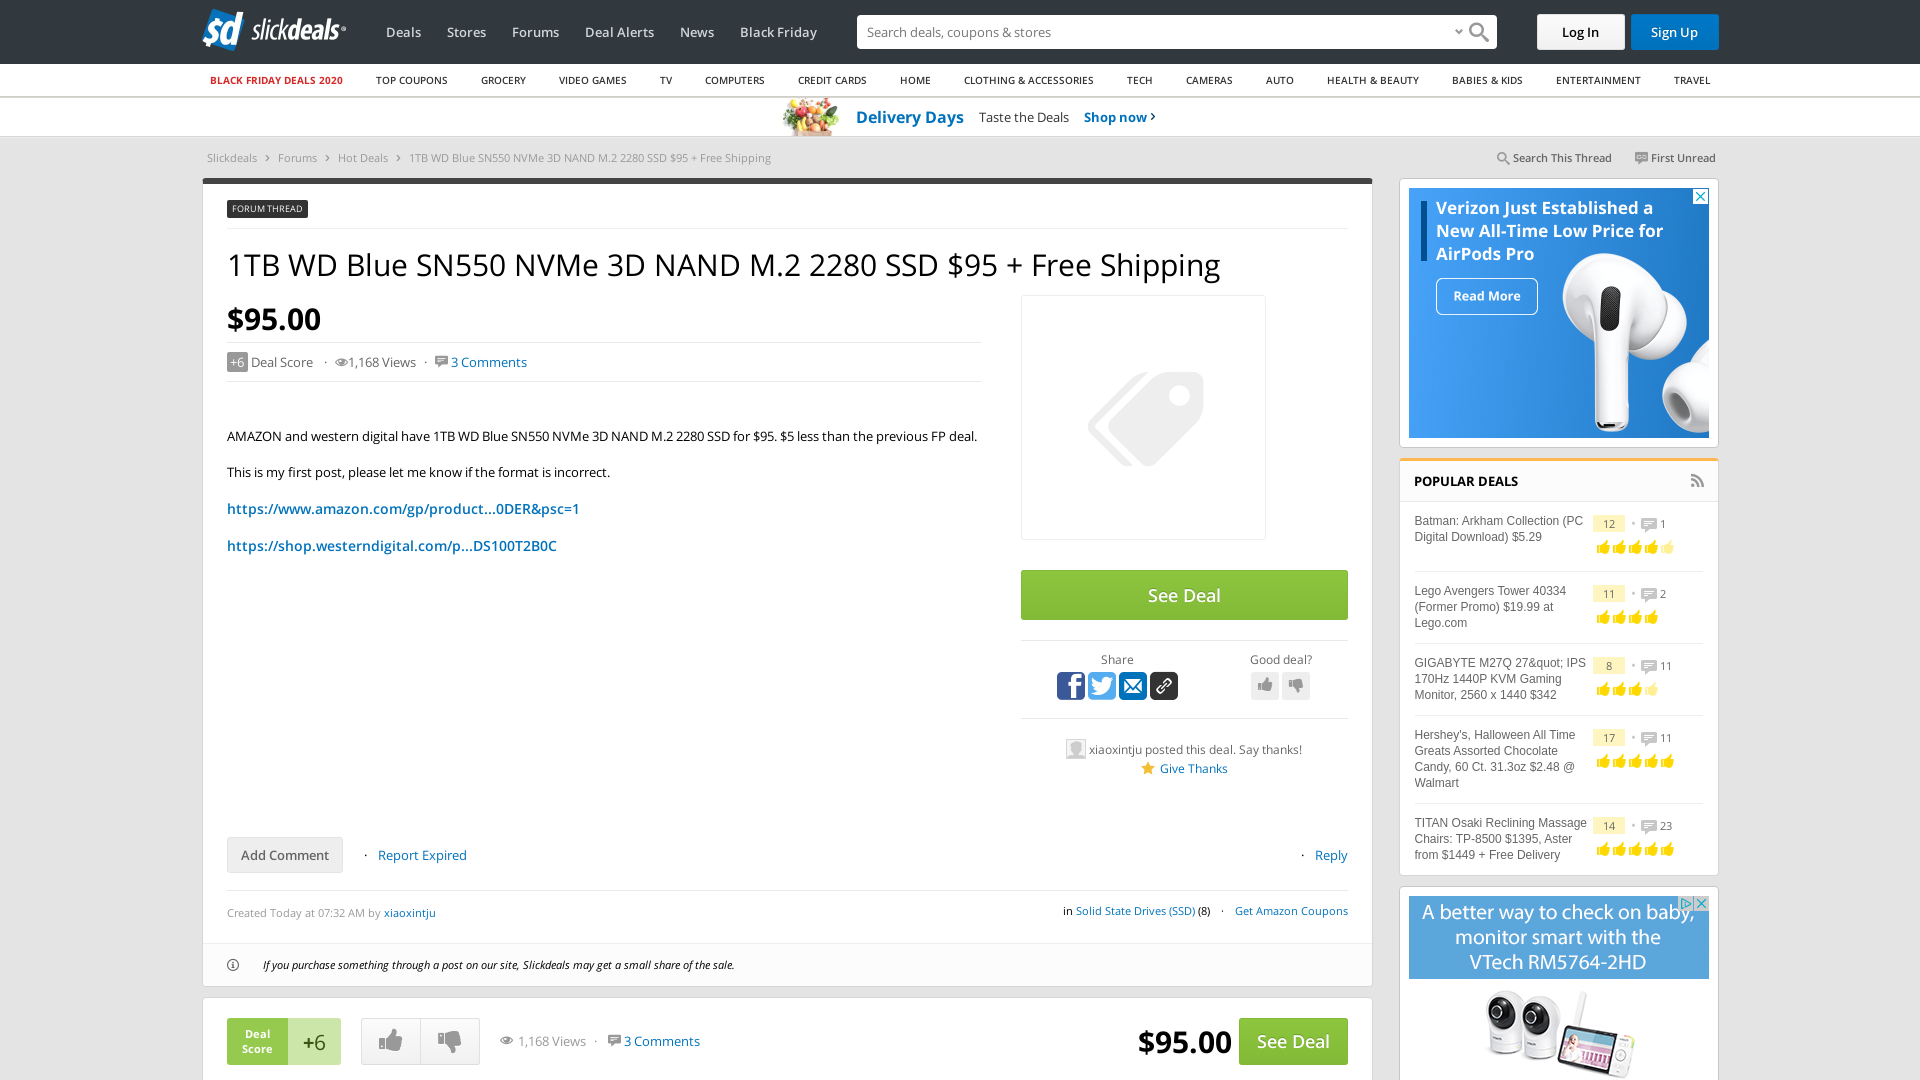 slickdeals
Deals
Stores
Forums
Deal Alerts
News
Black Friday
Search deals, coupons & stores
Log In
Sign Up
BLACK FRIDAY DEALS 2020
TOP COUPONS
GROCERY
VIDEO GAMES
TV
COMPUTERS
CREDIT CARDS
HOME
CLOTHING & ACCESSORIES
TECH
CAMERAS
AUTO
HEALTH & BEAUTY
BABIES & KIDS
ENTERTAINMENT
TRAVEL
Delivery Days Taste the Deals Shop now
Slickdeals > Forums > Hot Deals > 1TB WD Blue SN550 NVMe 3D NAND M.2 2280 SSD $95 + Free Shipping
Search This Thread
First Unread
FORUM THREAD
1TB WD Blue SN550 NVMe 3D NAND M.2 2280 SSD $95 + Free Shipping
$95.00
+6 Deal Score · 1,168 Views · 3 Comments
AMAZON and western digital have 1TB WD Blue SN550 NVMe 3D NAND M.2 2280 SSD for $95. $5 less than the previous FP deal.
This is my first post, please let me know if the format is incorrect.
https://www.amazon.com/gp/product...0DER&psc=1
https://shop.westerndigital.com/p...DS100T2B0C
See Deal
Share
Good deal?
xiaoxintju posted this deal. Say thanks!
Give Thanks
Add Comment · Report Expired
· Reply
Created Today at 07:32 AM by xiaoxintju
in Solid State Drives (SSD) (8) · Get Amazon Coupons
If you purchase something through a post on our site, Slickdeals may get a small share of the sale.
Deal
Score
+6
1,168 Views · 3 Comments
$95.00
See Deal
Verizon Just Established a
New All-Time Low Price for
AirPods Pro
Read More
POPULAR DEALS
Batman: Arkham Collection (PC
Digital Download) $5.29
12 · 1
Lego Avengers Tower 40334
(Former Promo) $19.99 at
Lego.com
11 · 2
GIGABYTE M27Q 27&quot; IPS
170Hz 1440P KVM Gaming
Monitor, 2560 x 1440 $342
8 · 11
Hershey's, Halloween All Time
Greats Assorted Chocolate
Candy, 60 Ct. 31.3oz $2.48 @
Walmart
17 · 11
TITAN Osaki Reclining Massage
Chairs: TP-8500 $1395, Aster
from $1449 + Free Delivery
14 · 23
A better way to check on baby,
monitor smart with the
VTech RM5764-2HD